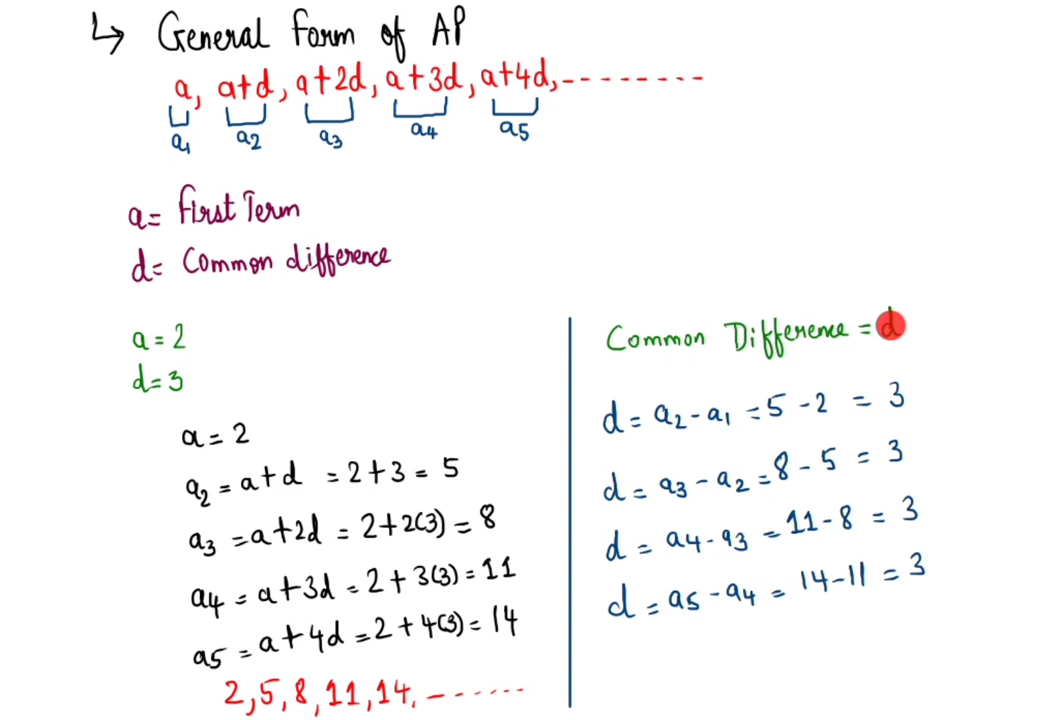 ↳ General form of AP
a, a+d, a+2d, a+3d, a+4d, --------
a1 a2 a3 a4 a5
a = First Term
d = Common difference
a = 2
d = 3
a = 2
a2 = a+d = 2+3 = 5
a3 = a+2d = 2+2(3) = 8
a4 = a+3d = 2+3(3) = 11
a5 = a+4d = 2+4(3) = 14
2, 5, 8, 11, 14, -------
Common Difference = d
d = a2 - a1 = 5 - 2 = 3
d = a3 - a2 = 8 - 5 = 3
d = a4 - a3 = 11 - 8 = 3
d = a5 - a4 = 14 - 11 = 3